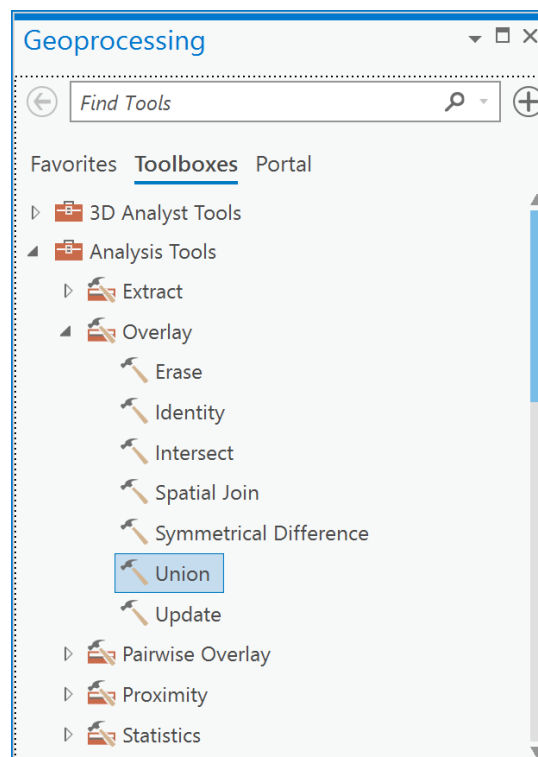 Geoprocessing
Find Tools
Favorites Toolboxes Portal
3D Analyst Tools
Analysis Tools
Extract
Overlay
Erase
Identity
Intersect
Spatial Join
Symmetrical Difference
Union
Update
Pairwise Overlay
Proximity
Statistics